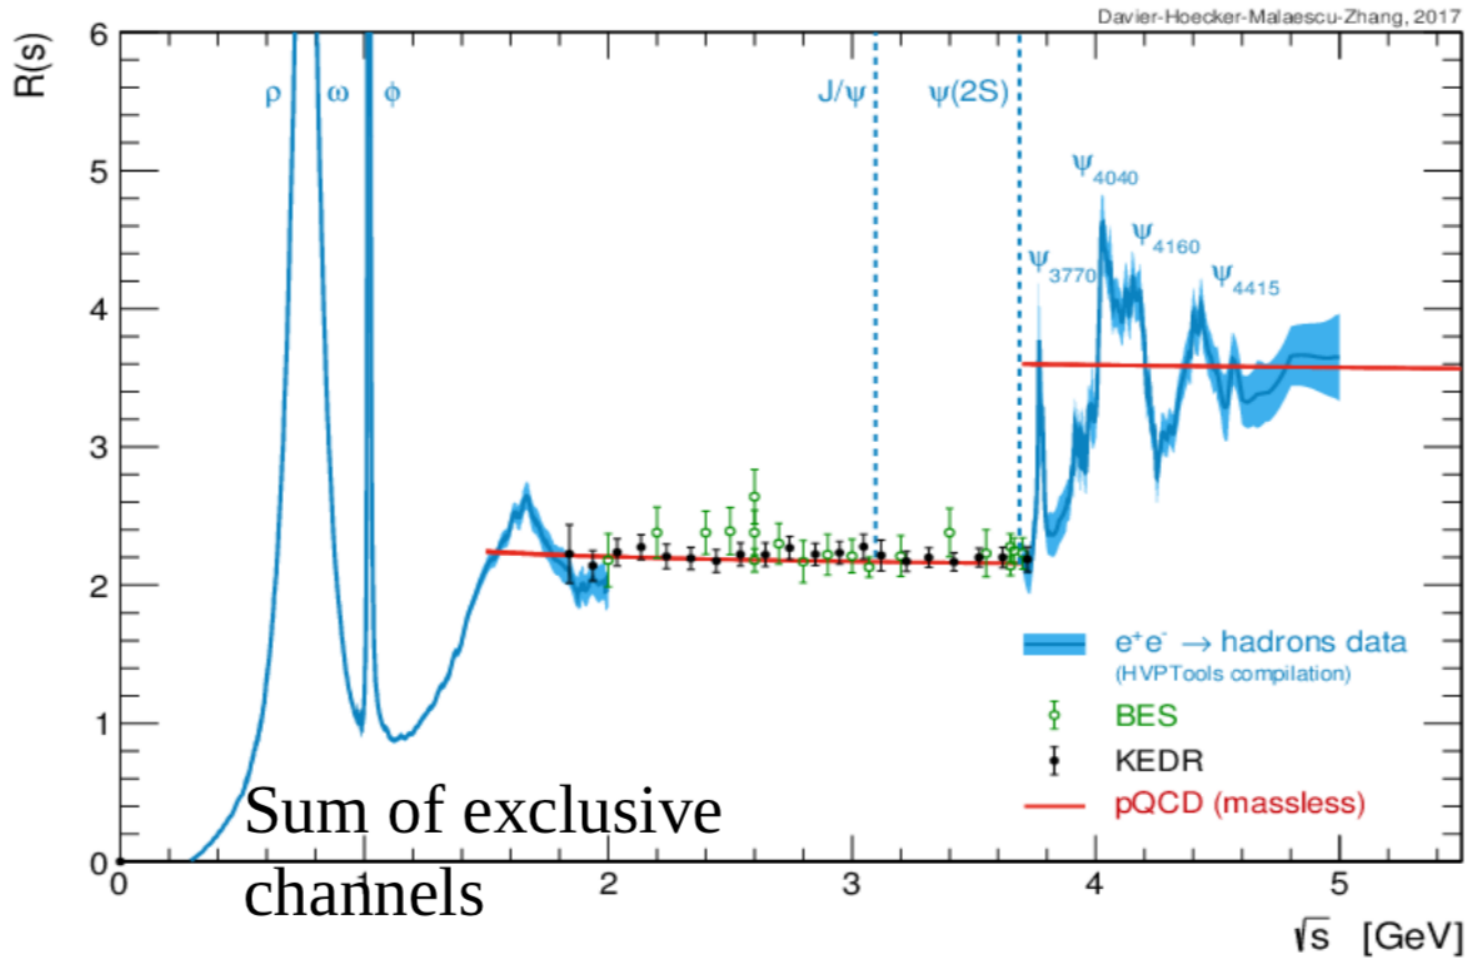 Davier-Hoecker-Malaescu-Zhang, 2017
R(s)
6
5
4
3
2
1
0
ρ ω ϕ
J/ψ ψ(2S)
ψ4040
ψ4160
ψ3770
ψ4415
e+e- → hadrons data
(HVPTools compilation)
BES
KEDR
pQCD (massless)
Sum of exclusive
channels
0 1 2 3 4 5
√s [GeV]